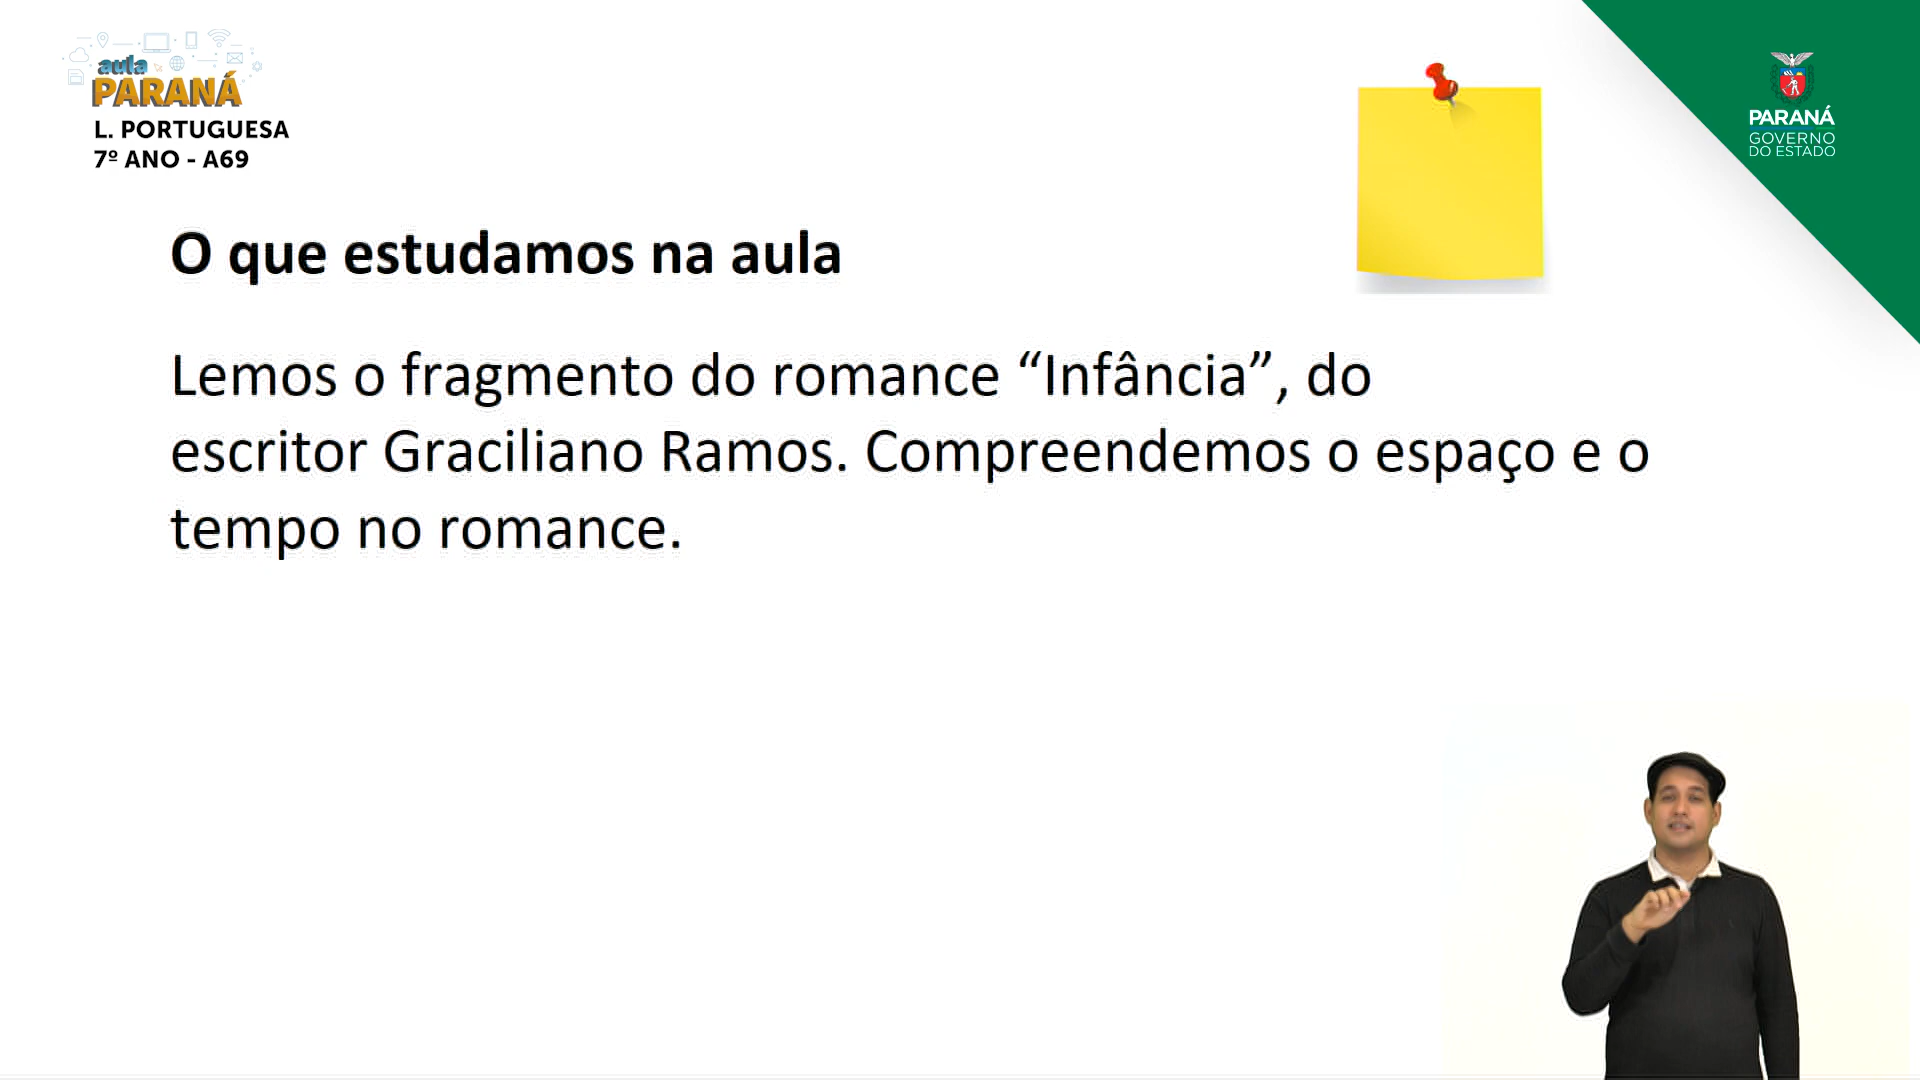 aula
PARANÁ
L. PORTUGUESA
7º ANO - A69
PARANÁ
GOVERNO
DO ESTADO
O que estudamos na aula
Lemos o fragmento do romance “Infância”, do
escritor Graciliano Ramos. Compreendemos o espaço e o
tempo no romance.